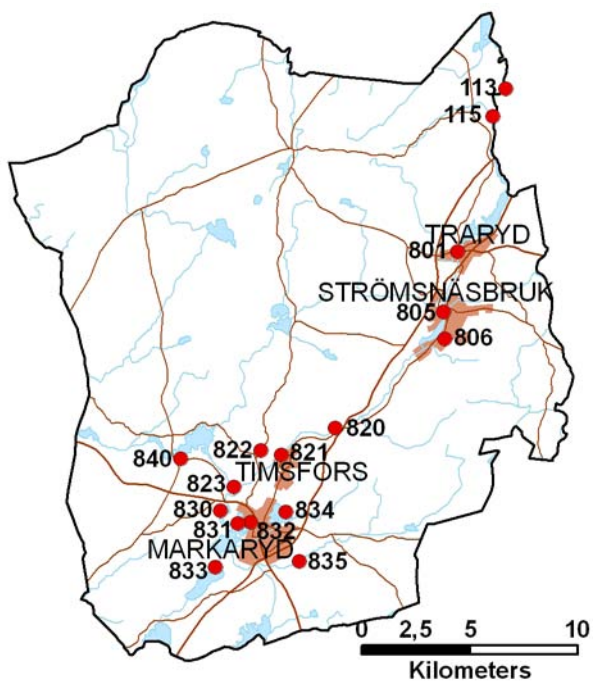 113
115
TRARYD
801
STRÖMSNÄSBRUK
805
806
820
822
821
840
TIMSFORS
823
830
834
831
832
MARKARYD
833
835
0 2,5 5 10
Kilometers